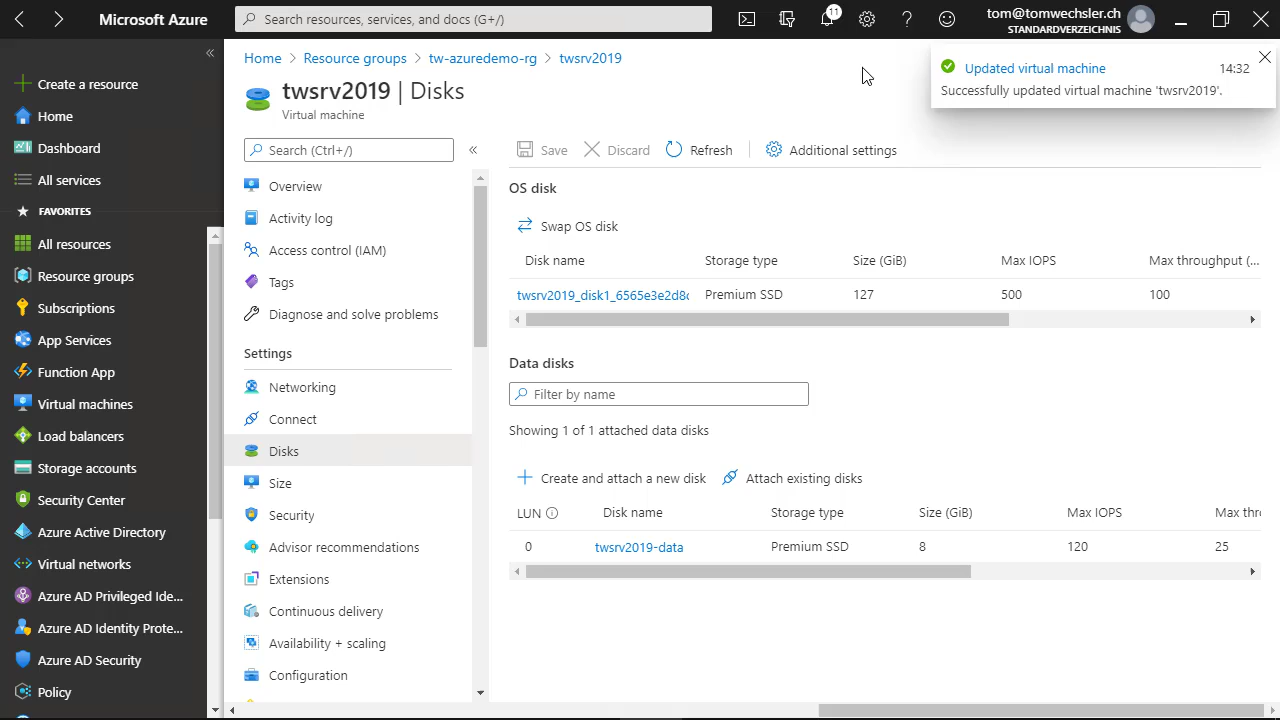 Microsoft Azure
Search resources, services, and docs (G+/)
11
tom@tomwechsler.ch
STANDARDVERZEICHNIS
«
Create a resource
Home
Dashboard
All services
FAVORITES
All resources
Resource groups
Subscriptions
App Services
Function App
Virtual machines
Load balancers
Storage accounts
Security Center
Azure Active Directory
Virtual networks
Azure AD Privileged Ide...
Azure AD Identity Prote...
Azure AD Security
Policy
Home > Resource groups > tw-azuredemo-rg > twsrv2019
twsrv2019 | Disks
Virtual machine
Updated virtual machine 14:32
Successfully updated virtual machine 'twsrv2019'.
Search (Ctrl+/) «
Overview
Activity log
Access control (IAM)
Tags
Diagnose and solve problems
Settings
Networking
Connect
Disks
Size
Security
Advisor recommendations
Extensions
Continuous delivery
Availability + scaling
Configuration
Save Discard Refresh Additional settings
OS disk
Swap OS disk
Disk name Storage type Size (GiB) Max IOPS Max throughput (...
twsrv2019_disk1_6565e3e2d8c Premium SSD 127 500 100
Data disks
Filter by name
Showing 1 of 1 attached data disks
Create and attach a new disk Attach existing disks
LUN Disk name Storage type Size (GiB) Max IOPS Max thr
0 twsrv2019-data Premium SSD 8 120 25